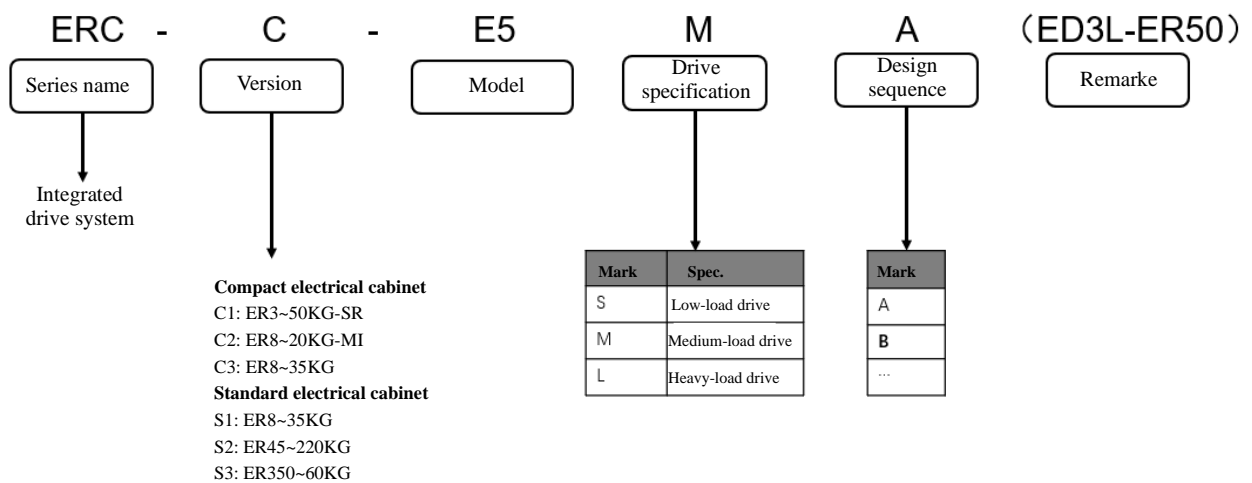 ERC - C - E5 M A （ED3L-ER50）
Series name
Version
Model
Drive
specification
Design
sequence
Remarke
Integrated
drive system
Compact electrical cabinet
C1: ER3~50KG-SR
C2: ER8~20KG-MI
C3: ER8~35KG
Standard electrical cabinet
S1: ER8~35KG
S2: ER45~220KG
S3: ER350~60KG
Mark Spec.
S Low-load drive
M Medium-load drive
L Heavy-load drive
Mark
A
B
...